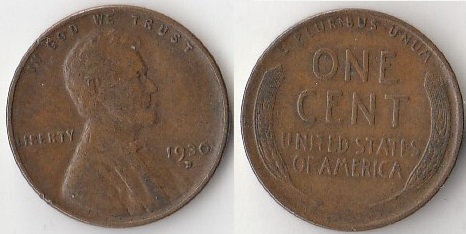 IN GOD WE TRUST
LIBERTY
1930
D
E PLURIBUS UNUM
ONE
CENT
UNITED STATES
OF AMERICA